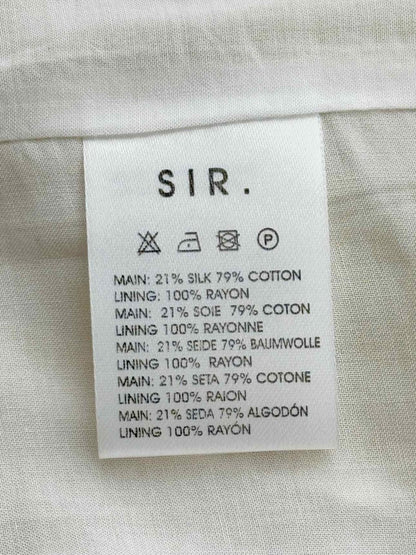 SIR.
P
MAIN: 21% SILK 79% COTTON
LINING: 100% RAYON
MAIN: 21% SOIE 79% COTON
LINING 100% RAYONNE
MAIN: 21% SEIDE 79% BAUMWOLLE
LINING 100% RAYON
MAIN: 21% SETA 79% COTONE
LINING 100% RAION
MAIN: 21% SEDA 79% ALGODÓN
LINING 100% RAYÓN